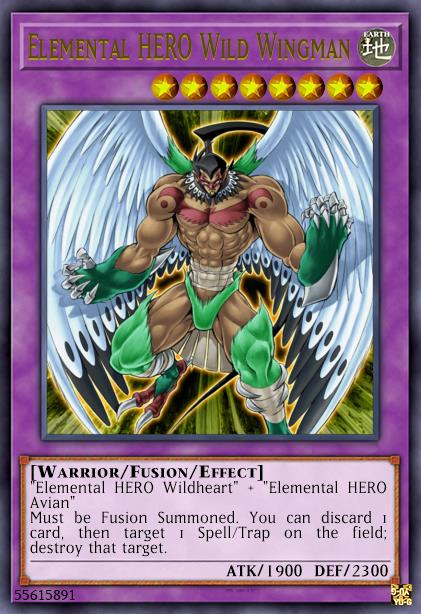 Elemental HERO Wild Wingman
EARTH
地
[Warrior/Fusion/Effect]
"Elemental HERO Wildheart" + "Elemental HERO
Avian"
Must be Fusion Summoned. You can discard 1
card, then target 1 Spell/Trap on the field;
destroy that target.
ATK/1900 DEF/2300
55615891